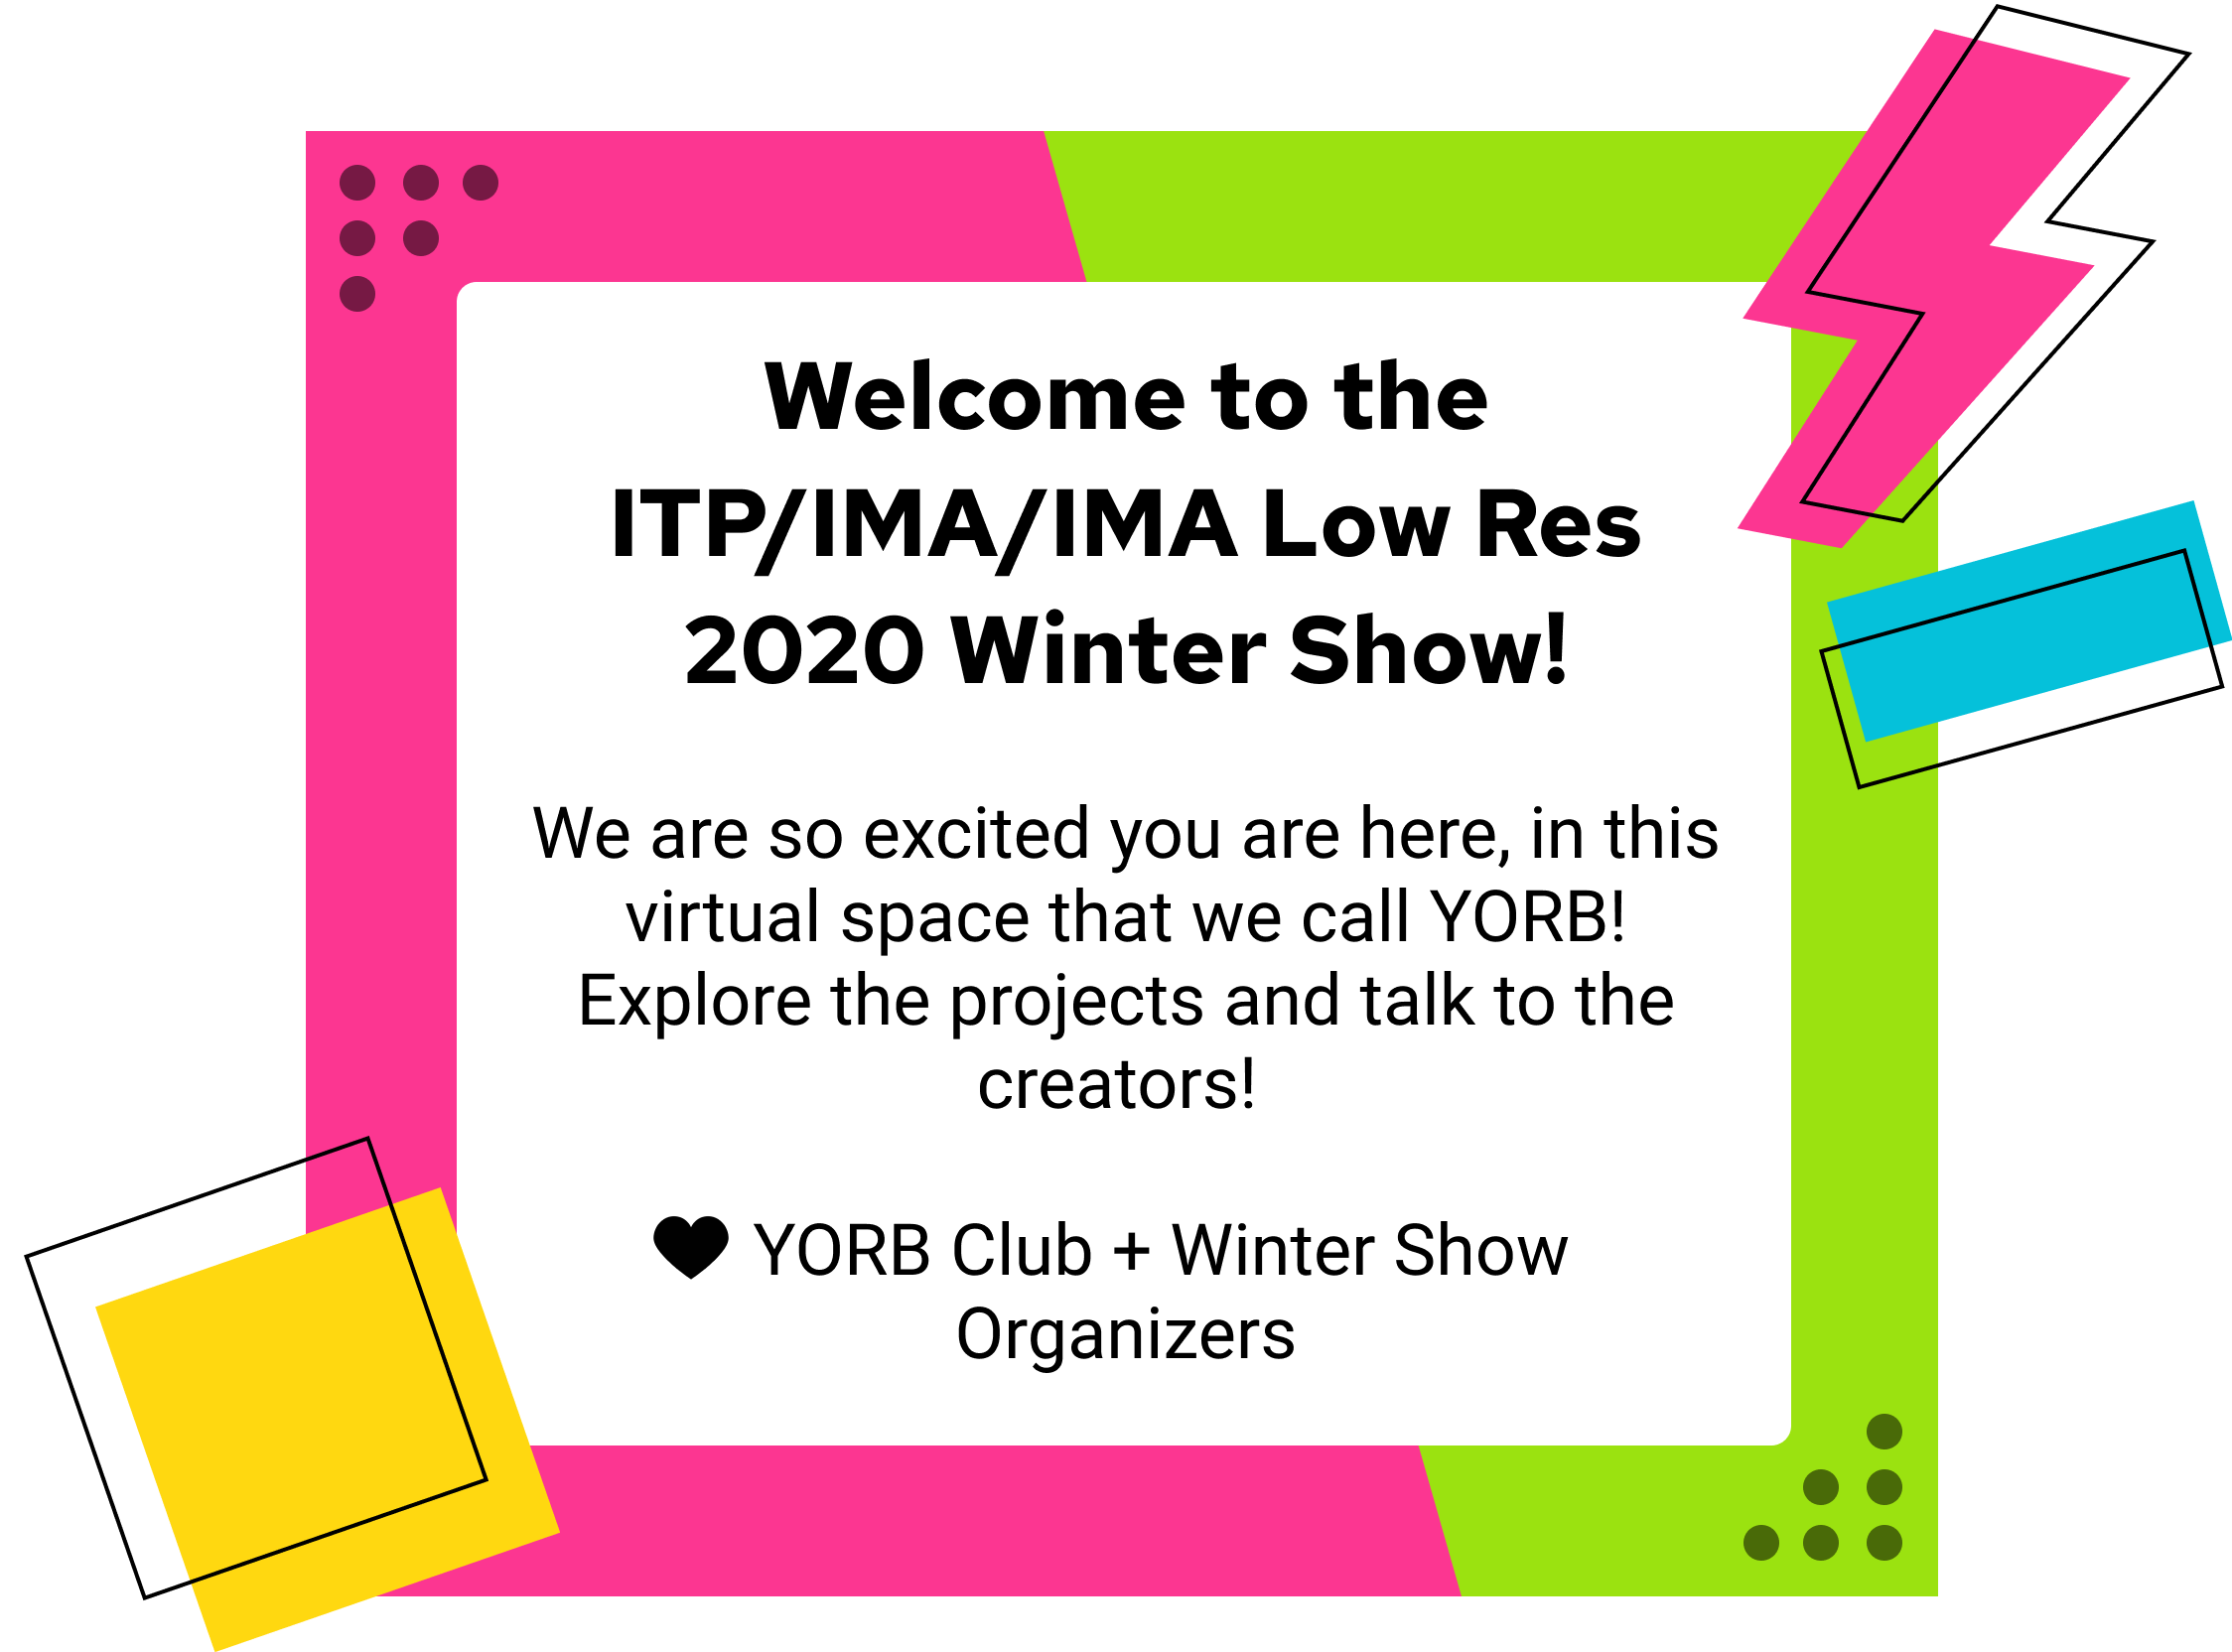 Welcome to the
ITP/IMA/IMA Low Res
2020 Winter Show!
We are so excited you are here, in this
virtual space that we call YORB!
Explore the projects and talk to the
creators!
🖤 YORB Club + Winter Show
Organizers